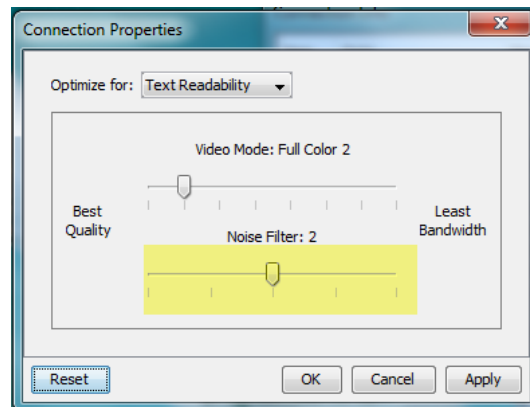 Connection Properties
Optimize for: Text Readability
Video Mode: Full Color 2
Best
Quality
Least
Bandwidth
Noise Filter: 2
Reset OK Cancel Apply